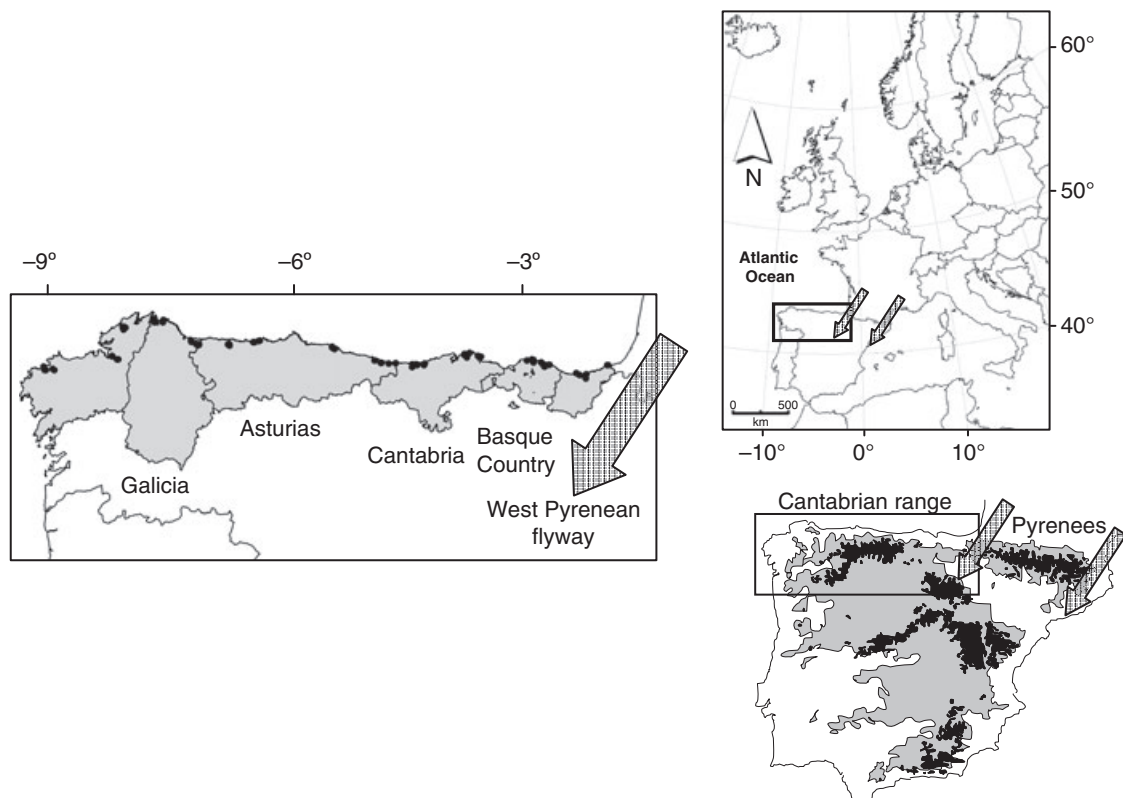 –9°
–6°
–3°
Galicia
Asturias
Cantabria
Basque
Country
West Pyrenean
flyway
60°
50°
40°
N
Atlantic
Ocean
0
500
km
–10°
0°
10°
Cantabrian range
Pyrenees